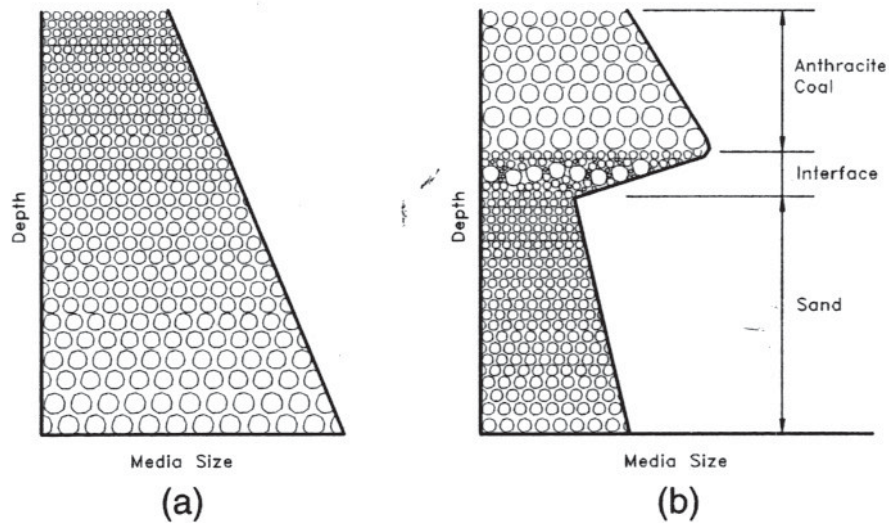 Depth
Media Size
(a)
Depth
Anthracite
Coal
Interface
Sand
Media Size
(b)